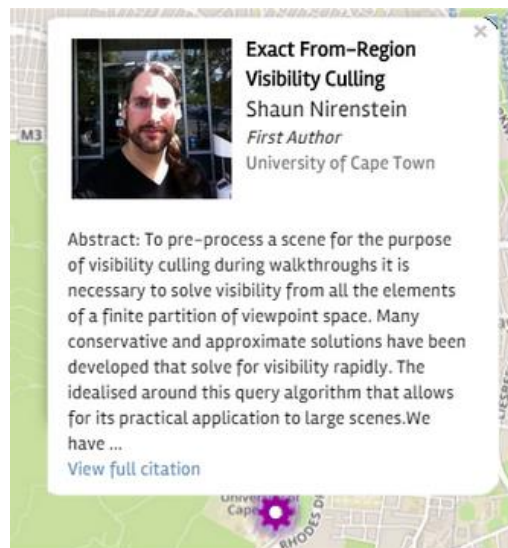 ×
Exact From-Region
Visibility Culling
Shaun Nirenstein
First Author
University of Cape Town
M3
Abstract: To pre-process a scene for the purpose
of visibility culling during walkthroughs it is
necessary to solve visibility from all the elements
of a finite partition of viewpoint space. Many
conservative and approximate solutions have been
developed that solve for visibility rapidly. The
idealised around this query algorithm that allows
for its practical application to large scenes.We
have ...
View full citation
RHODES